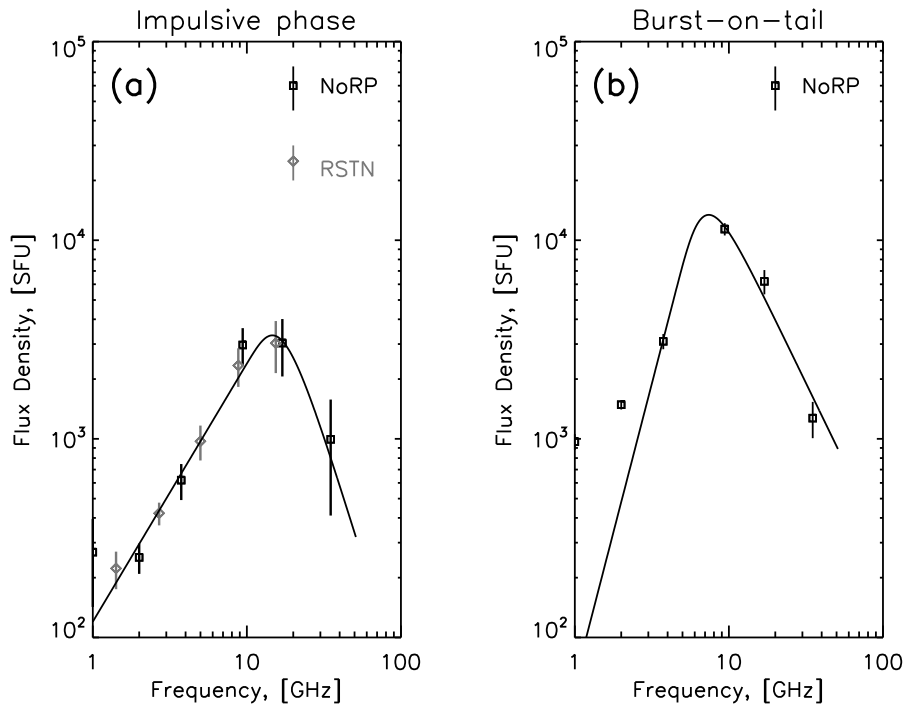 Impulsive phase
(a)
NoRP
RSTN
10^5
10^4
10^3
10^2
Flux Density, [SFU]
1 10 100
Frequency, [GHz]
Burst-on-tail
(b)
NoRP
10^5
10^4
10^3
10^2
Flux Density, [SFU]
1 10 100
Frequency, [GHz]